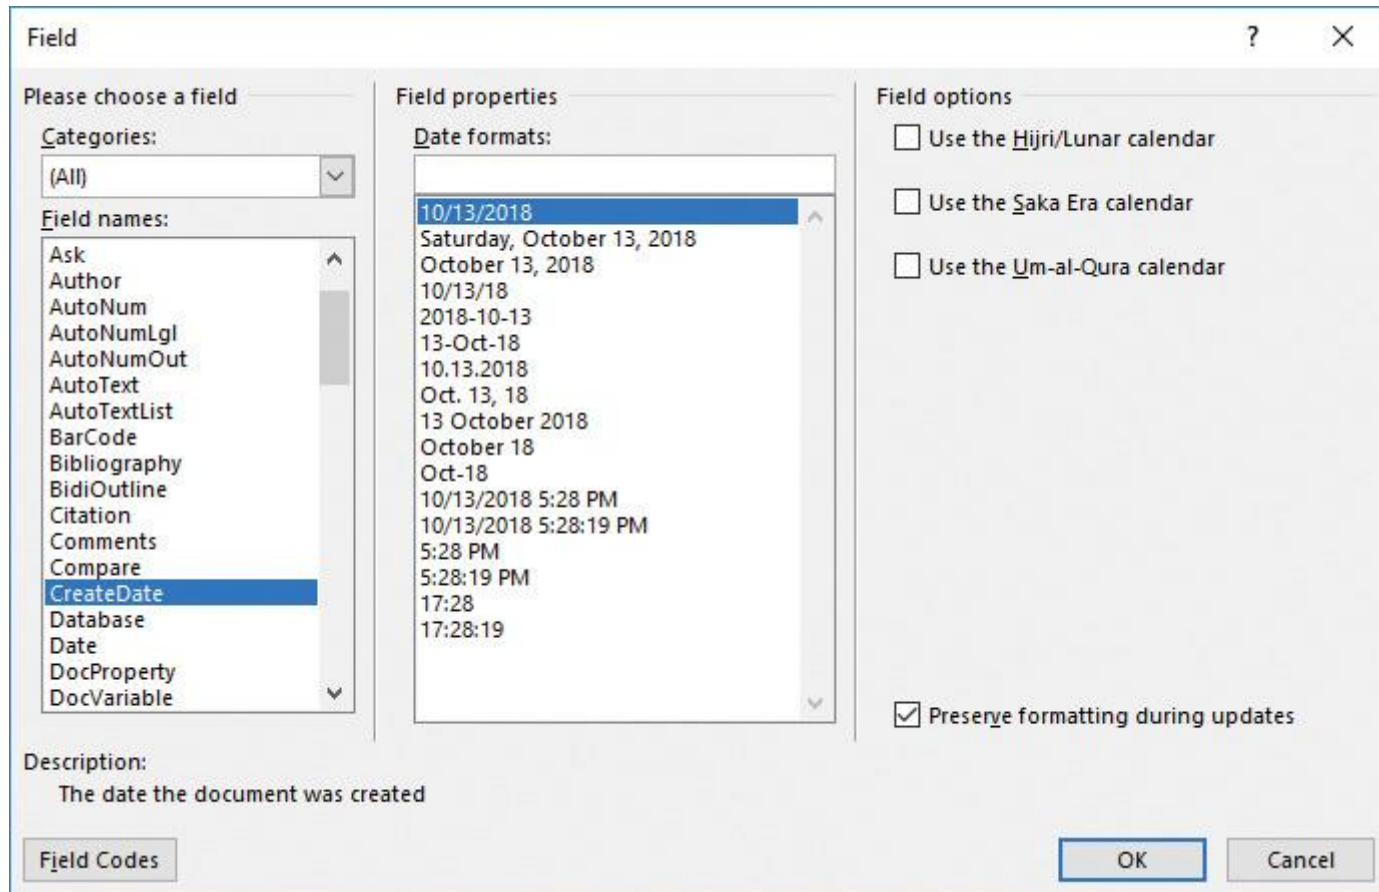 Field
?
Please choose a field
Categories:
(All)
Field names:
Ask
Author
AutoNum
AutoNumLgl
AutoNumOut
AutoText
AutoTextList
BarCode
Bibliography
BidiOutline
Citation
Comments
Compare
CreateDate
Database
Date
DocProperty
DocVariable
Field properties
Date formats:
10/13/2018
Saturday, October 13, 2018
October 13, 2018
10/13/18
2018-10-13
13-Oct-18
10.13.2018
Oct. 13, 18
13 October 2018
October 18
Oct-18
10/13/2018 5:28 PM
10/13/2018 5:28:19 PM
5:28 PM
5:28:19 PM
17:28
17:28:19
Field options
Use the Hijri/Lunar calendar
Use the Saka Era calendar
Use the Um-al-Qura calendar
Preserve formatting during updates
Description:
The date the document was created
Field Codes
OK
Cancel